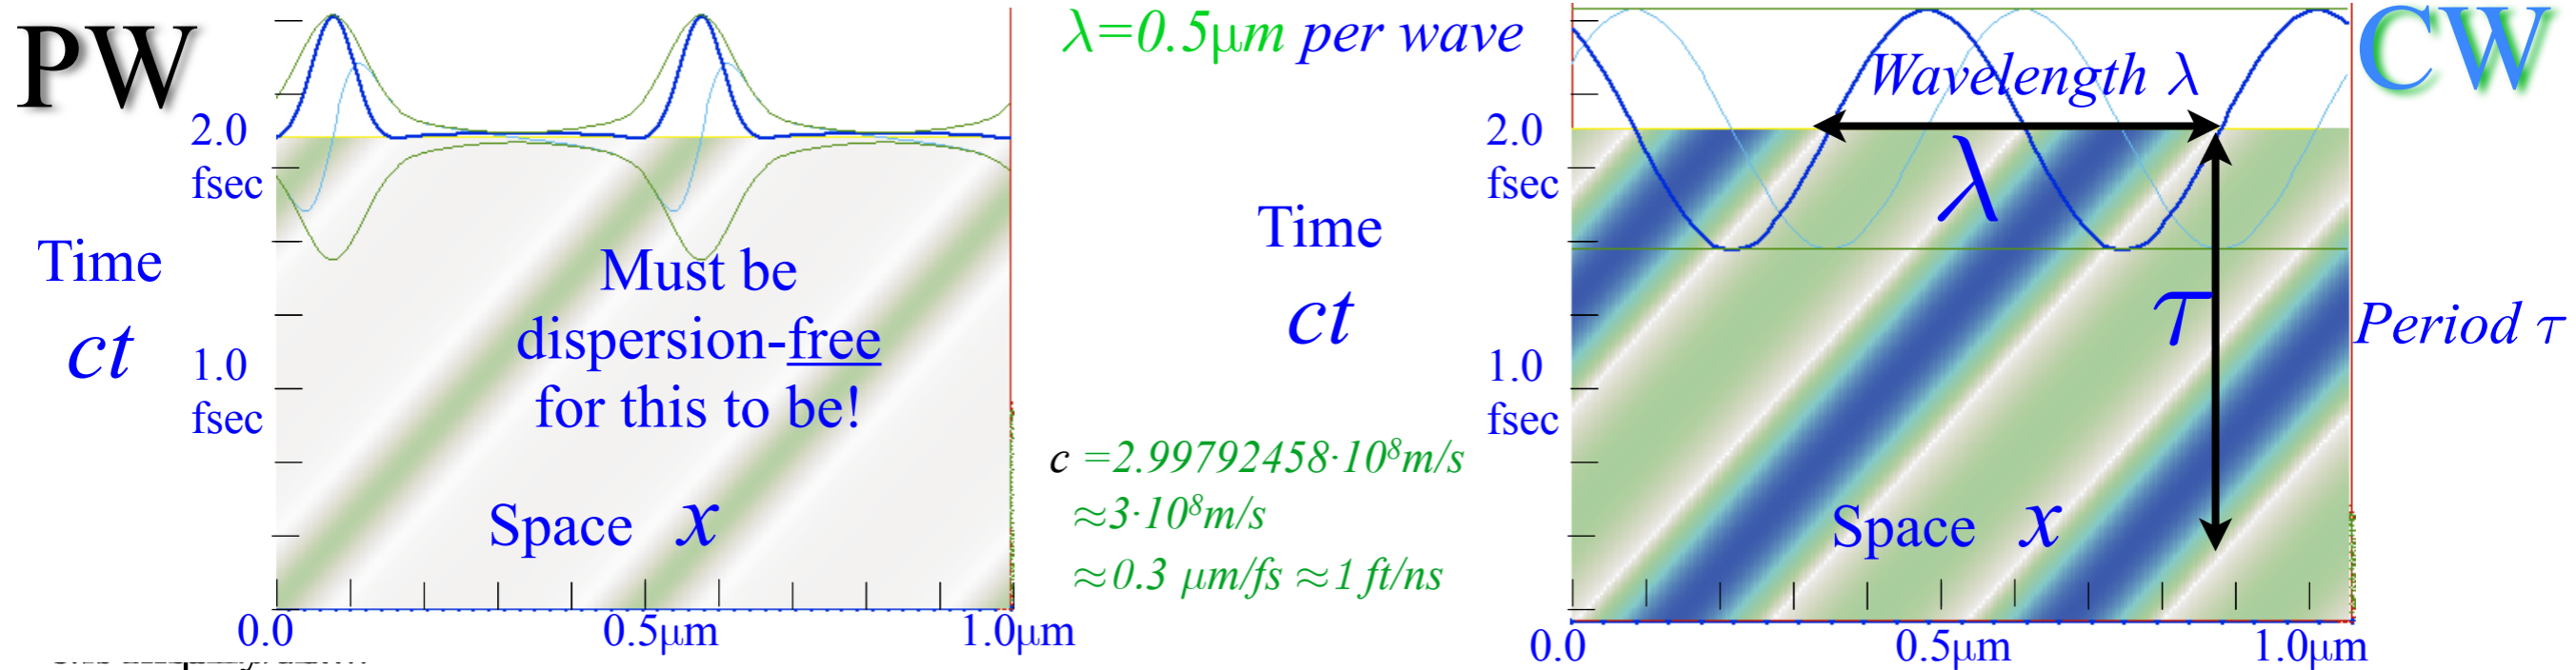 PW
2.0
fsec
Time
ct
1.0
fsec
Must be
dispersion-free
for this to be!
Space x
0.0
0.5μm
1.0μm
λ=0.5μm per wave
Time
ct
c =2.99792458·10⁸m/s
≈3·10⁸m/s
≈0.3 μm/fs ≈1 ft/ns
CW
Wavelength λ
λ
2.0
fsec
τ
Period τ
1.0
fsec
Space x
0.0
0.5μm
1.0μm